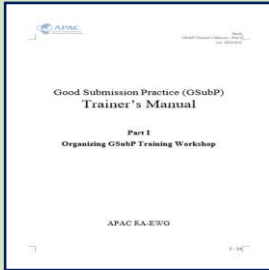 APAC
Good Submission Practice (GSubP)
Trainer's Manual
Part I
Organizing GSubP Training Workshop
APAC RA-EWG